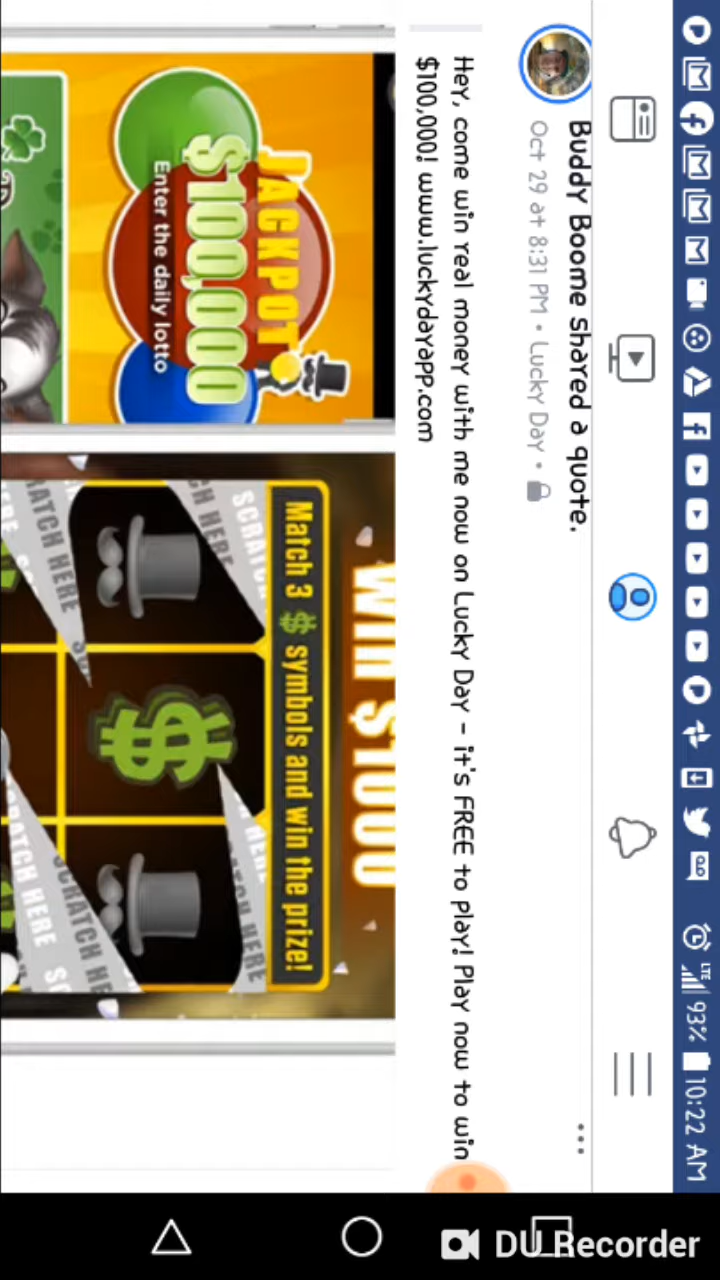 LTE 93% 10:22 AM
Buddy Boome shared a quote.
Oct 29 at 8:31 PM • Lucky Day •
Hey, come win real money with me now on Lucky Day - it's FREE to play! Play now to win
$100,000! www.luckydayapp.com
JACKPOT
$100,000
Enter the daily lotto
WIN $1000
Match 3 $ symbols and win the prize!
SCRATCH HERE
SCRATCH HERE
DU Recorder